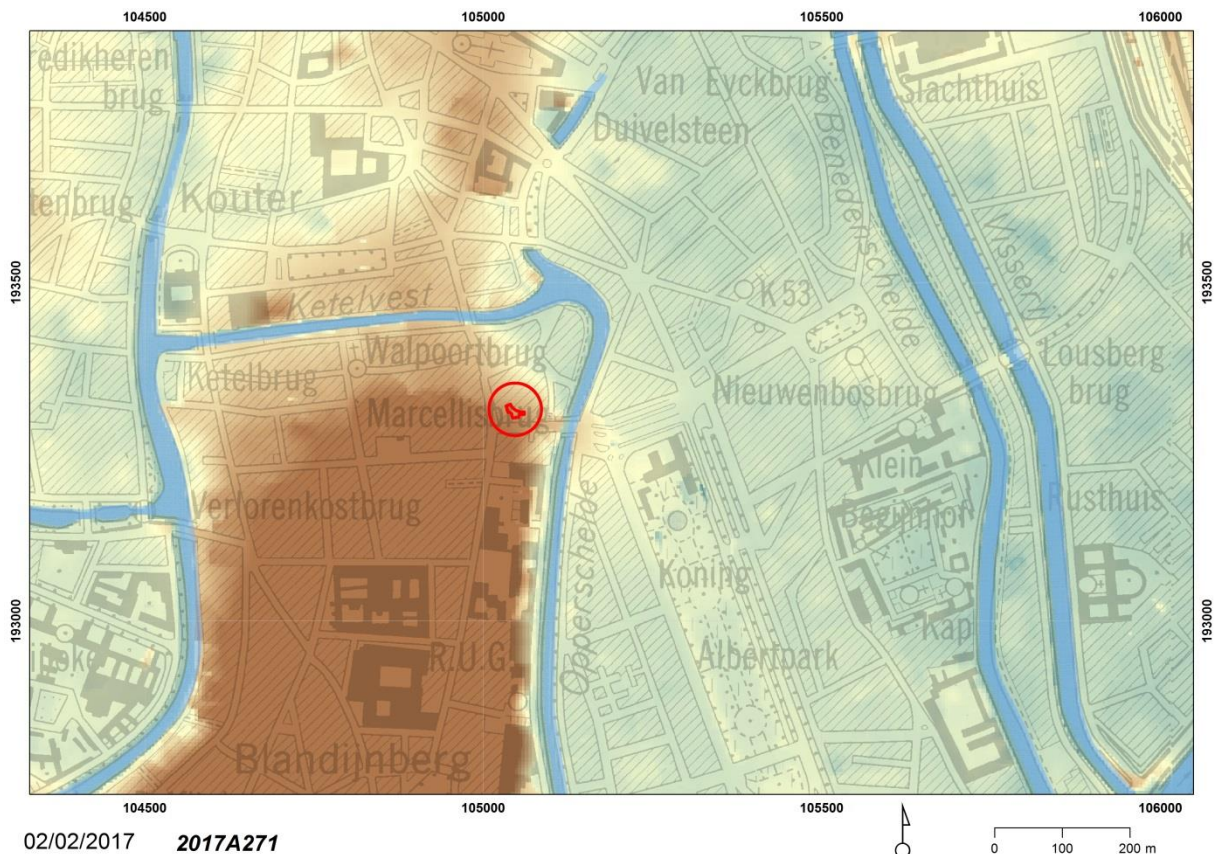 104500 105000 105500 106000
redikheren
brug
Van Eyckbrug
Slachthuis
Duivelsteen
Benedenschelde
Kouter
tenbrug
Visserij
193500 193500
K 53
Ketelvest
Walpoortbrug
Lousberg
brug
Ketelbrug
Nieuwenbosbrug
Marcellisbrug
Klein
Begijnhof
Rusthuis
Verlorenkostbrug
Opperschelde
Koning
193000 193000
Kap
R.U.G.
Albertpark
Blandijnberg
104500 105000 105500 106000
02/02/2017 2017A271
0 100 200 m